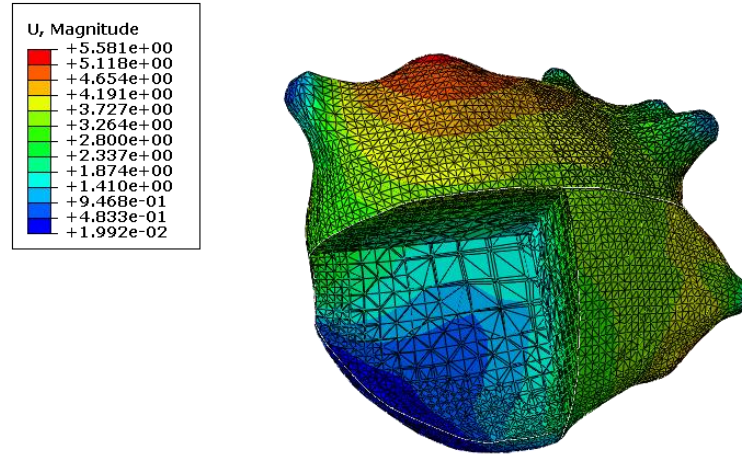 U, Magnitude
+5.581e+00
+5.118e+00
+4.654e+00
+4.191e+00
+3.727e+00
+3.264e+00
+2.800e+00
+2.337e+00
+1.874e+00
+1.410e+00
+9.468e-01
+4.833e-01
+1.992e-02